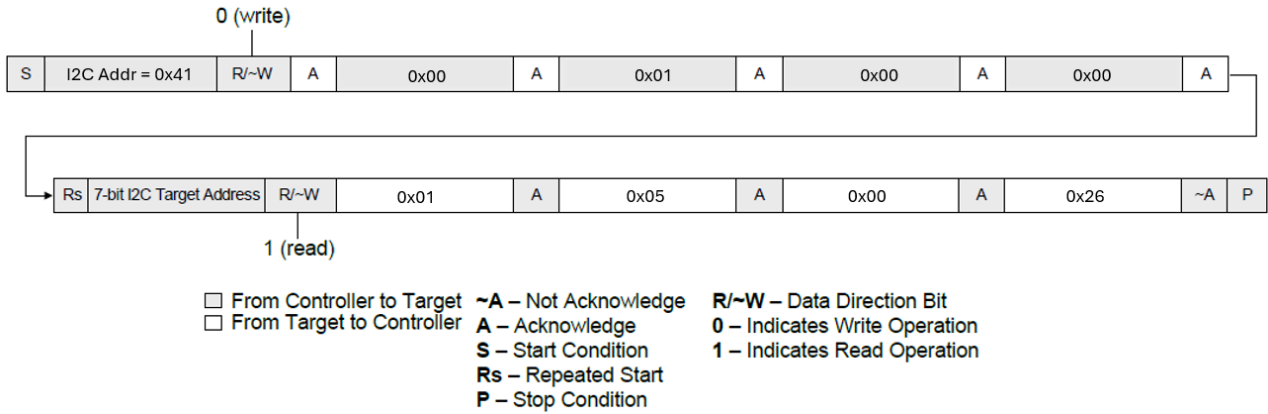 0 (write)
S I2C Addr = 0x41 R/~W A 0x00 A 0x01 A 0x00 A 0x00 A
Rs 7-bit I2C Target Address R/~W 0x01 A 0x05 A 0x00 A 0x26 ~A P
1 (read)
From Controller to Target ~A – Not Acknowledge R/~W – Data Direction Bit
From Target to Controller A – Acknowledge 0 – Indicates Write Operation
S – Start Condition 1 – Indicates Read Operation
Rs – Repeated Start
P – Stop Condition